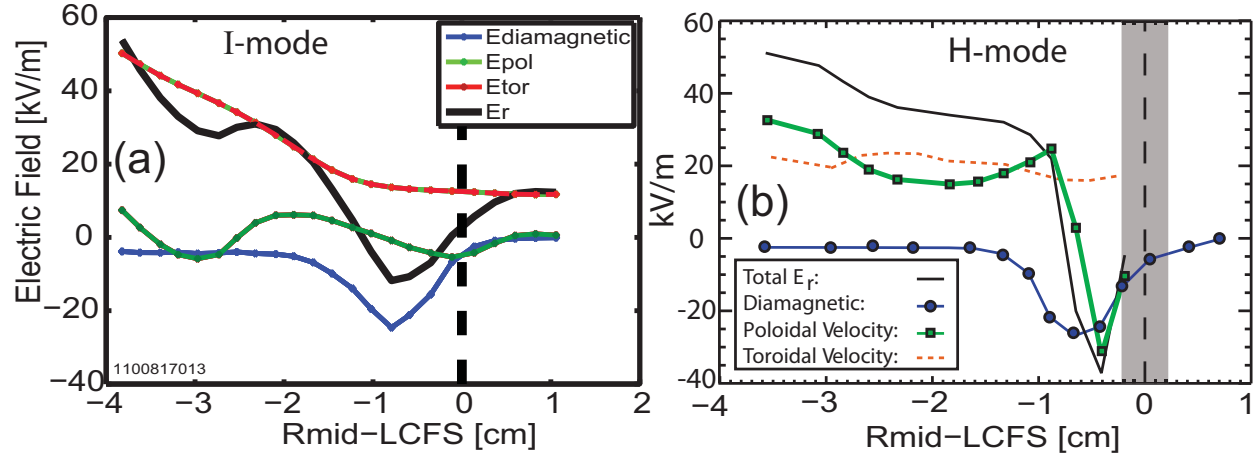 60
40
20
0
−20
−40
Electric Field [kV/m]
I-mode
Ediamagnetic
Epol
Etor
Er
(a)
1100817013
−4
−3
−2
−1
0
1
2
Rmid−LCFS [cm]
60
40
20
0
-20
-40
kV/m
H-mode
(b)
Total Er:
Diamagnetic:
Poloidal Velocity:
Toroidal Velocity:
−4
−3
−2
−1
0
1
Rmid−LCFS [cm]